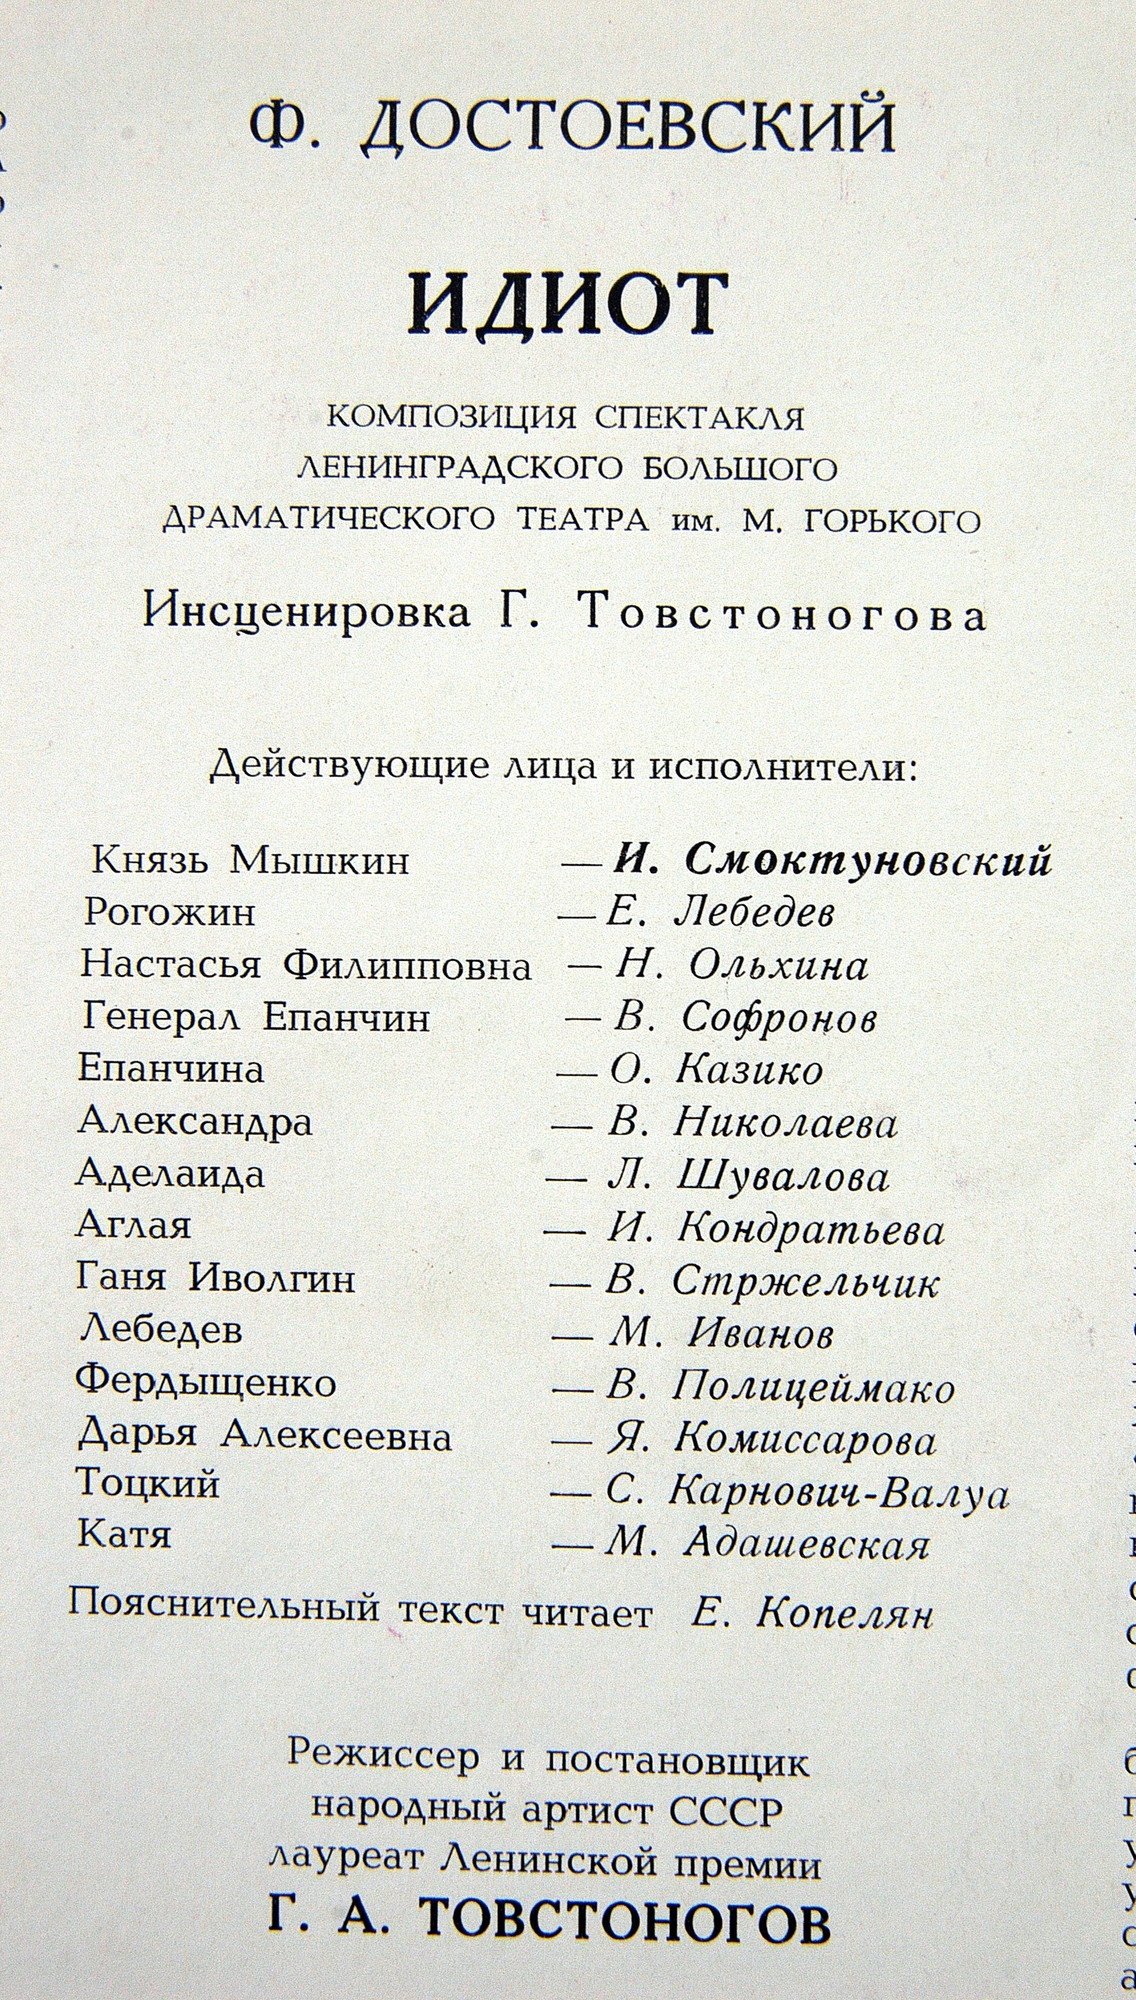 Ф. ДОСТОЕВСКИЙ
ИДИОТ
КОМПОЗИЦИЯ СПЕКТАКЛЯ
ЛЕНИНГРАДСКОГО БОЛЬШОГО
ДРАМАТИЧЕСКОГО ТЕАТРА им. М. ГОРЬКОГО
Инсценировка Г. Товстоногова
Действующие лица и исполнители:
Князь Мышкин — И. Смоктуновский
Рогожин — Е. Лебедев
Настасья Филипповна — Н. Ольхина
Генерал Епанчин — В. Софронов
Епанчина — О. Казико
Александра — В. Николаева
Аделаида — Л. Шувалова
Аглая — И. Кондратьева
Ганя Иволгин — В. Стржельчик
Лебедев — М. Иванов
Фердыщенко — В. Полицеймако
Дарья Алексеевна — Я. Комиссарова
Тоцкий — С. Карнович-Валуа
Катя — М. Адашевская
Пояснительный текст читает Е. Копелян
Режиссер и постановщик
народный артист СССР
лауреат Ленинской премии
Г. А. ТОВСТОНОГОВ